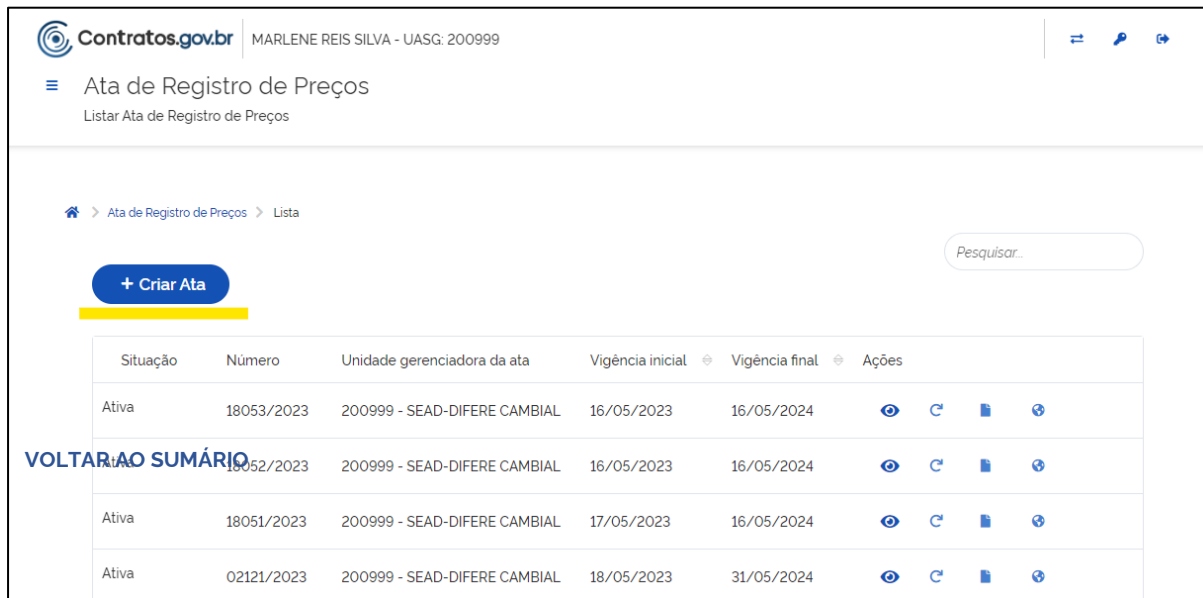 Contratos.gov.br MARLENE REIS SILVA - UASG: 200999
Ata de Registro de Preços
Listar Ata de Registro de Preços
Ata de Registro de Preços > Lista
Pesquisar...
+ Criar Ata
Situação Número Unidade gerenciadora da ata Vigência inicial Vigência final Ações
Ativa 18053/2023 200999 - SEAD-DIFERE CAMBIAL 16/05/2023 16/05/2024
VOLTAR AO SUMÁRIO
Ativa 18052/2023 200999 - SEAD-DIFERE CAMBIAL 16/05/2023 16/05/2024
Ativa 18051/2023 200999 - SEAD-DIFERE CAMBIAL 17/05/2023 16/05/2024
Ativa 02121/2023 200999 - SEAD-DIFERE CAMBIAL 18/05/2023 31/05/2024